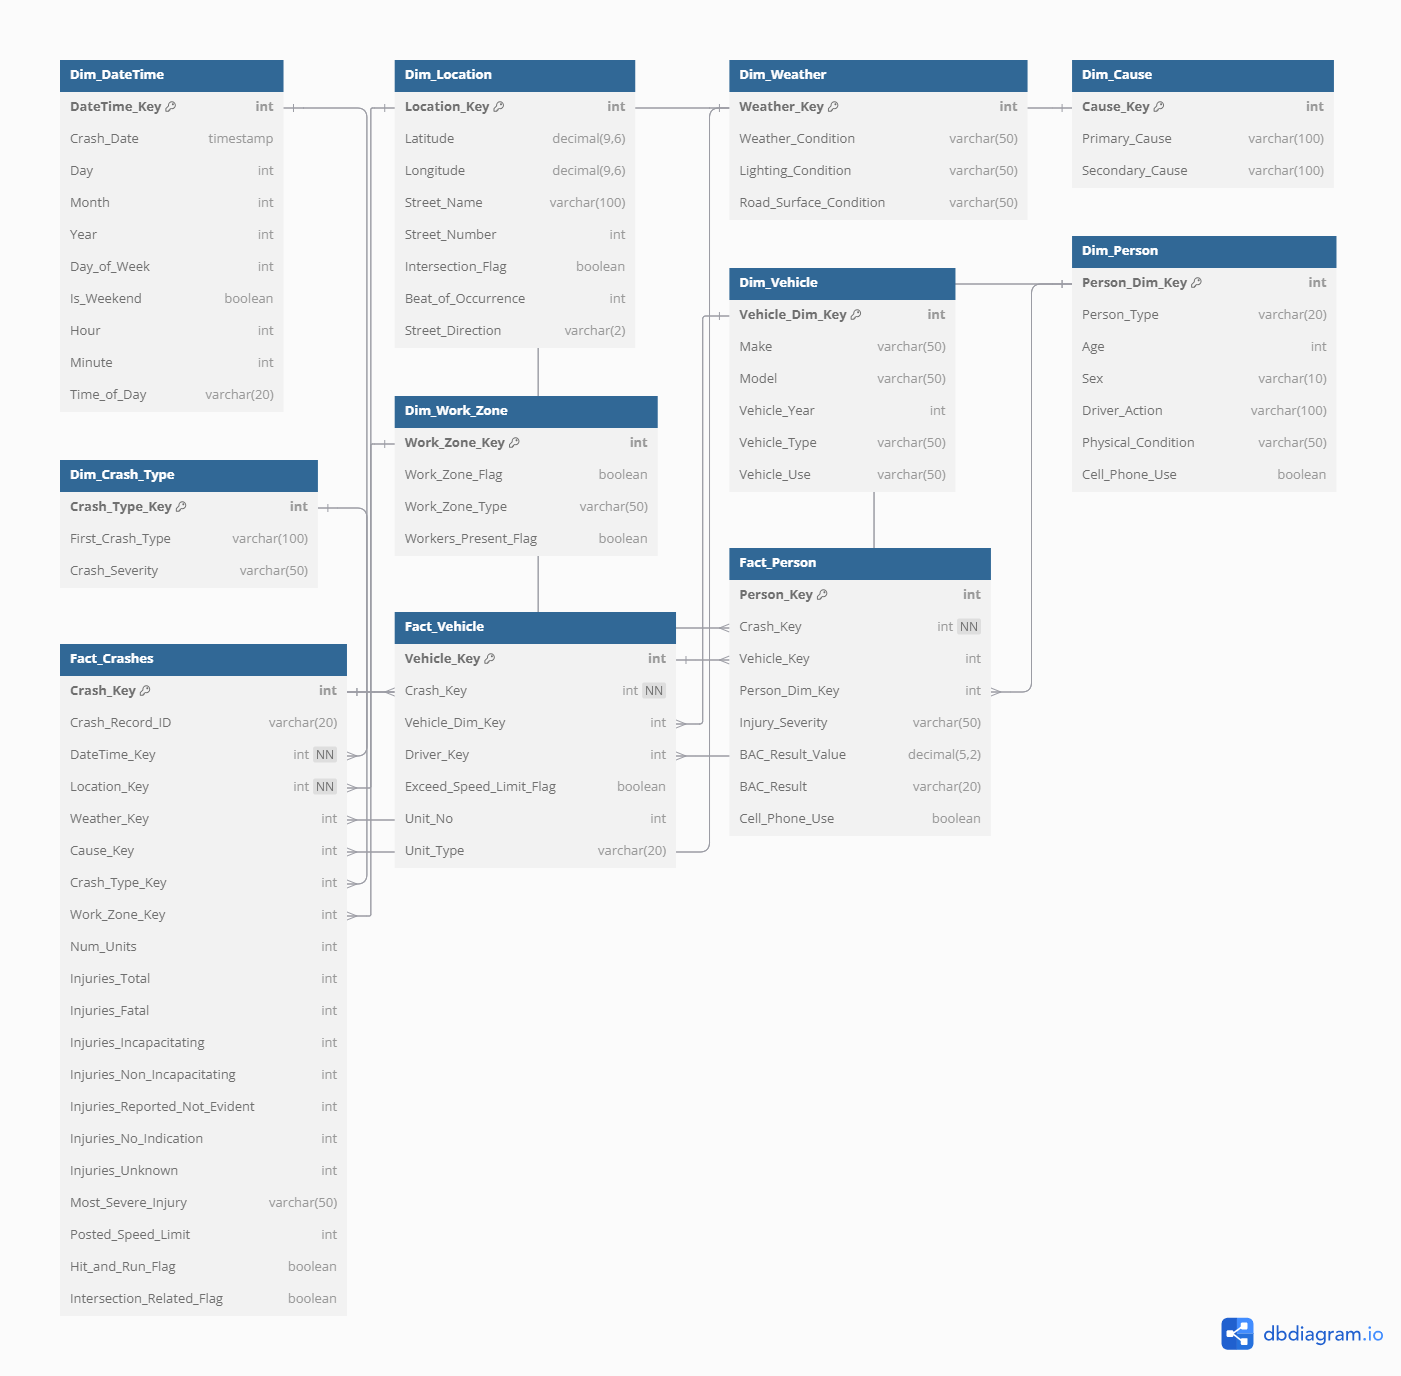 Dim_DateTime
DateTime_Key int
Crash_Date timestamp
Day int
Month int
Year int
Day_of_Week int
Is_Weekend boolean
Hour int
Minute int
Time_of_Day varchar(20)
Dim_Location
Location_Key int
Latitude decimal(9,6)
Longitude decimal(9,6)
Street_Name varchar(100)
Street_Number int
Intersection_Flag boolean
Beat_of_Occurrence int
Street_Direction varchar(2)
Dim_Weather
Weather_Key int
Weather_Condition varchar(50)
Lighting_Condition varchar(50)
Road_Surface_Condition varchar(50)
Dim_Cause
Cause_Key int
Primary_Cause varchar(100)
Secondary_Cause varchar(100)
Dim_Person
Person_Dim_Key int
Person_Type varchar(20)
Age int
Sex varchar(10)
Driver_Action varchar(100)
Physical_Condition varchar(50)
Cell_Phone_Use boolean
Dim_Vehicle
Vehicle_Dim_Key int
Make varchar(50)
Model varchar(50)
Vehicle_Year int
Vehicle_Type varchar(50)
Vehicle_Use varchar(50)
Dim_Work_Zone
Work_Zone_Key int
Work_Zone_Flag boolean
Work_Zone_Type varchar(50)
Workers_Present_Flag boolean
Dim_Crash_Type
Crash_Type_Key int
First_Crash_Type varchar(100)
Crash_Severity varchar(50)
Fact_Person
Person_Key int
Crash_Key int NN
Vehicle_Key int
Person_Dim_Key int
Injury_Severity varchar(50)
BAC_Result_Value decimal(5,2)
BAC_Result varchar(20)
Cell_Phone_Use boolean
Fact_Vehicle
Vehicle_Key int
Crash_Key int NN
Vehicle_Dim_Key int
Driver_Key int
Exceed_Speed_Limit_Flag boolean
Unit_No int
Unit_Type varchar(20)
Fact_Crashes
Crash_Key int
Crash_Record_ID varchar(20)
DateTime_Key int NN
Location_Key int NN
Weather_Key int
Cause_Key int
Crash_Type_Key int
Work_Zone_Key int
Num_Units int
Injuries_Total int
Injuries_Fatal int
Injuries_Incapacitating int
Injuries_Non_Incapacitating int
Injuries_Reported_Not_Evident int
Injuries_No_Indication int
Injuries_Unknown int
Most_Severe_Injury varchar(50)
Posted_Speed_Limit int
Hit_and_Run_Flag boolean
Intersection_Related_Flag boolean
dbdiagram.io